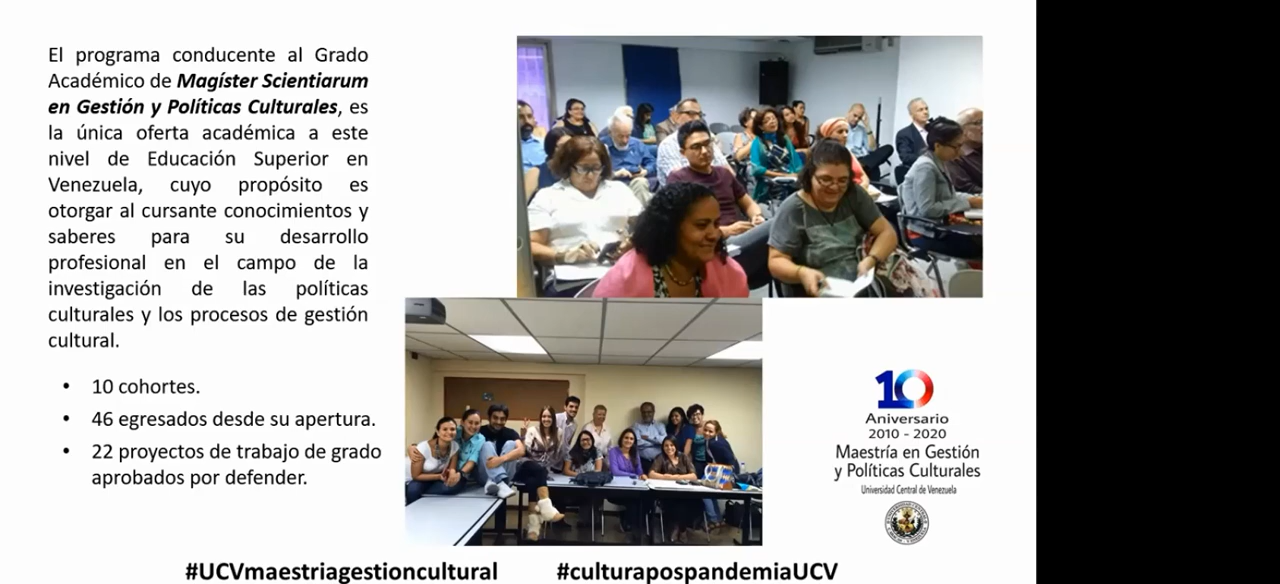 El programa conducente al Grado
Académico de Magíster Scientiarum
en Gestión y Políticas Culturales, es
la única oferta académica a este
nivel de Educación Superior en
Venezuela, cuyo propósito es
otorgar al cursante conocimientos y
saberes para su desarrollo
profesional en el campo de la
investigación de las políticas
culturales y los procesos de gestión
cultural.
• 10 cohortes.
• 46 egresados desde su apertura.
• 22 proyectos de trabajo de grado
aprobados por defender.
10
Aniversario
2010 - 2020
Maestría en Gestión
y Políticas Culturales
Universidad Central de Venezuela
#UCVmaestriagestioncultural #culturapospandemiaUCV